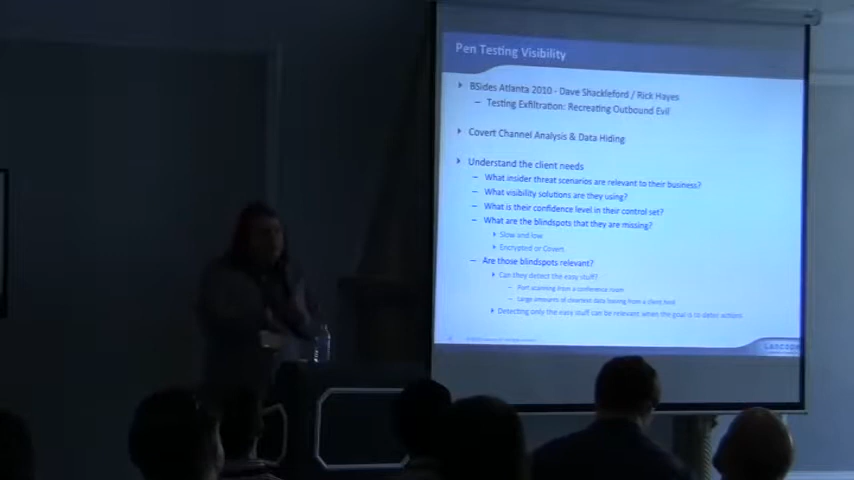 Pen Testing Visibility
BSides Atlanta 2010 - Dave Shackleford / Rick Hayes
– Testing Exfiltration: Recreating Outbound Evil
Covert Channel Analysis & Data Hiding
Understand the client needs
– What insider threat scenarios are relevant to their business?
– What visibility solutions are they using?
– What is their confidence level in their control set?
– What are the blindspots that they are missing?
Slow and low
Encrypted or Covert
– Are those blindspots relevant?
Can they detect the easy stuff?
– Port scanning from a conference room
– Large amounts of cleartext data leaving from a client host
Detecting only the easy stuff can be relevant when the goal is to deter actions
Lancope